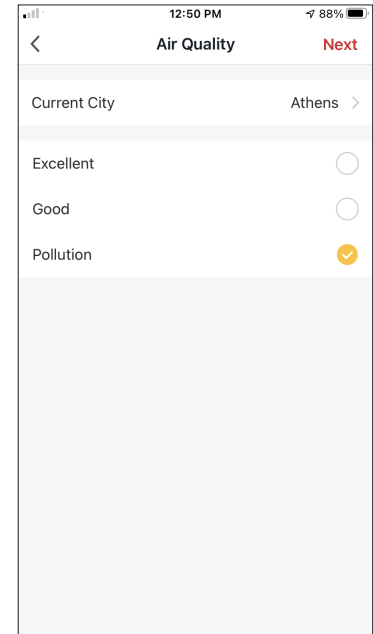 12:50 PM 88%
Air Quality Next
Current City Athens
Excellent
Good
Pollution